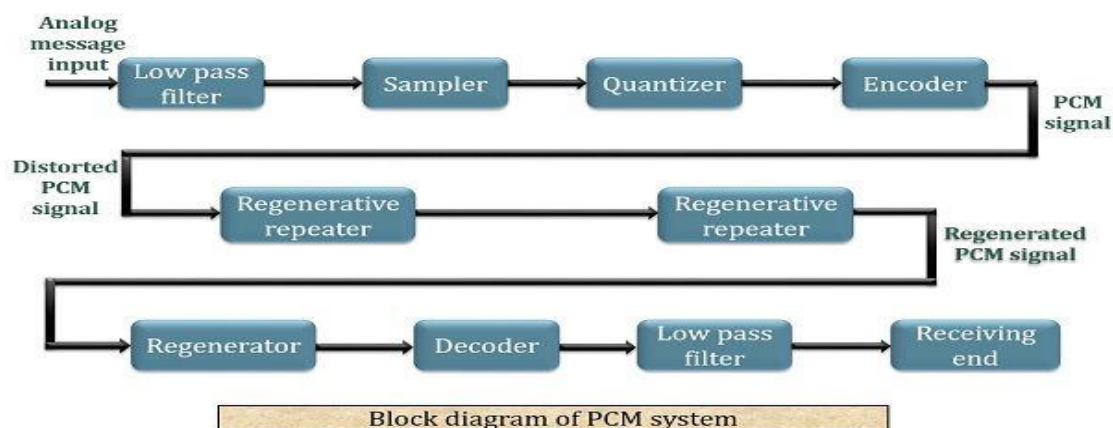 Analog
message
input
Low pass
filter
Sampler
Quantizer
Encoder
PCM
signal
Distorted
PCM
signal
Regenerative
repeater
Regenerative
repeater
Regenerated
PCM signal
Regenerator
Decoder
Low pass
filter
Receiving
end
Block diagram of PCM system